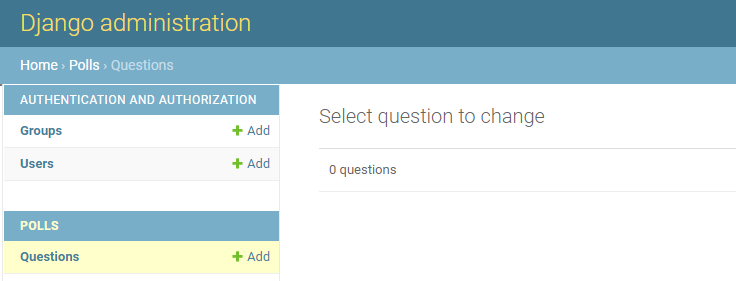 Django administration
Home › Polls › Questions
AUTHENTICATION AND AUTHORIZATION
Groups Add
Users Add
POLLS
Questions Add
Select question to change
0 questions